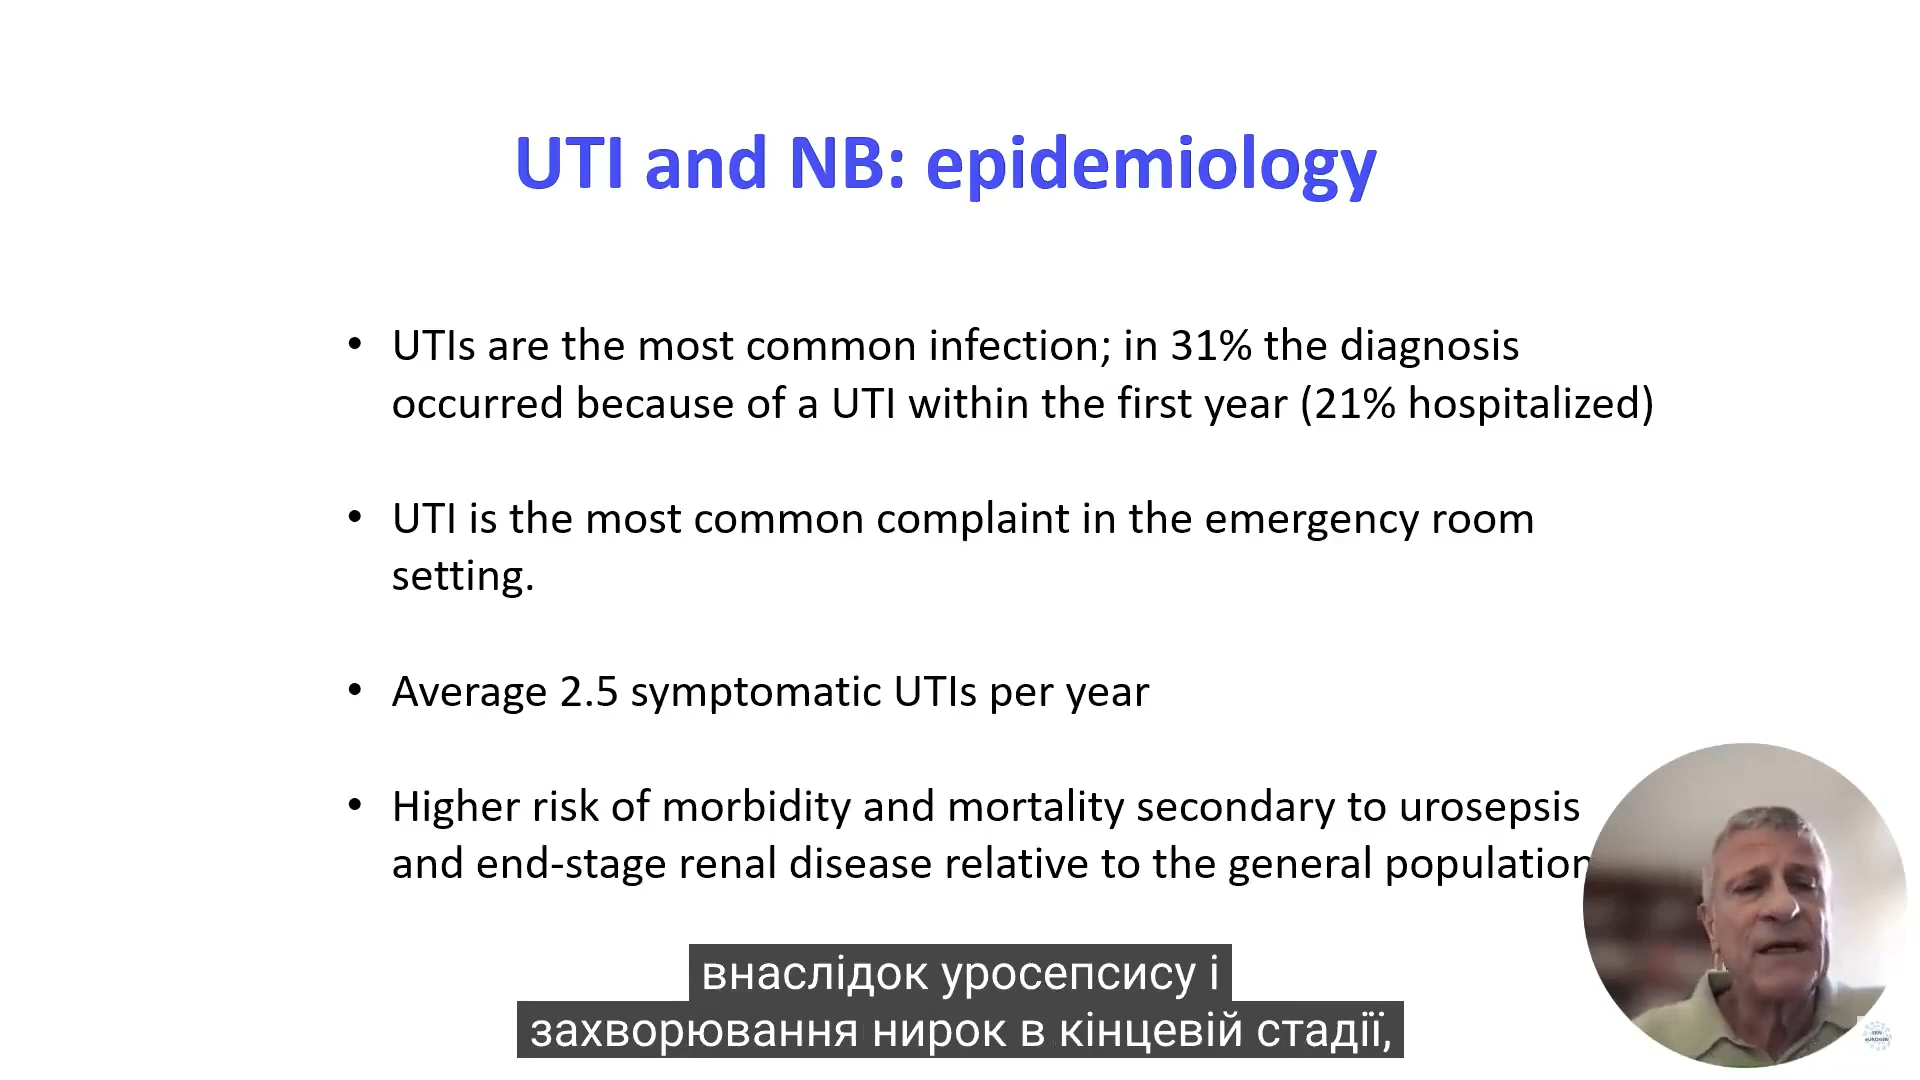 UTI and NB: epidemiology
• UTIs are the most common infection; in 31% the diagnosis
occurred because of a UTI within the first year (21% hospitalized)
• UTI is the most common complaint in the emergency room
setting.
• Average 2.5 symptomatic UTIs per year
• Higher risk of morbidity and mortality secondary to urosepsis
and end-stage renal disease relative to the general population
внаслідок уросепсису і
захворювання нирок в кінцевій стадії,